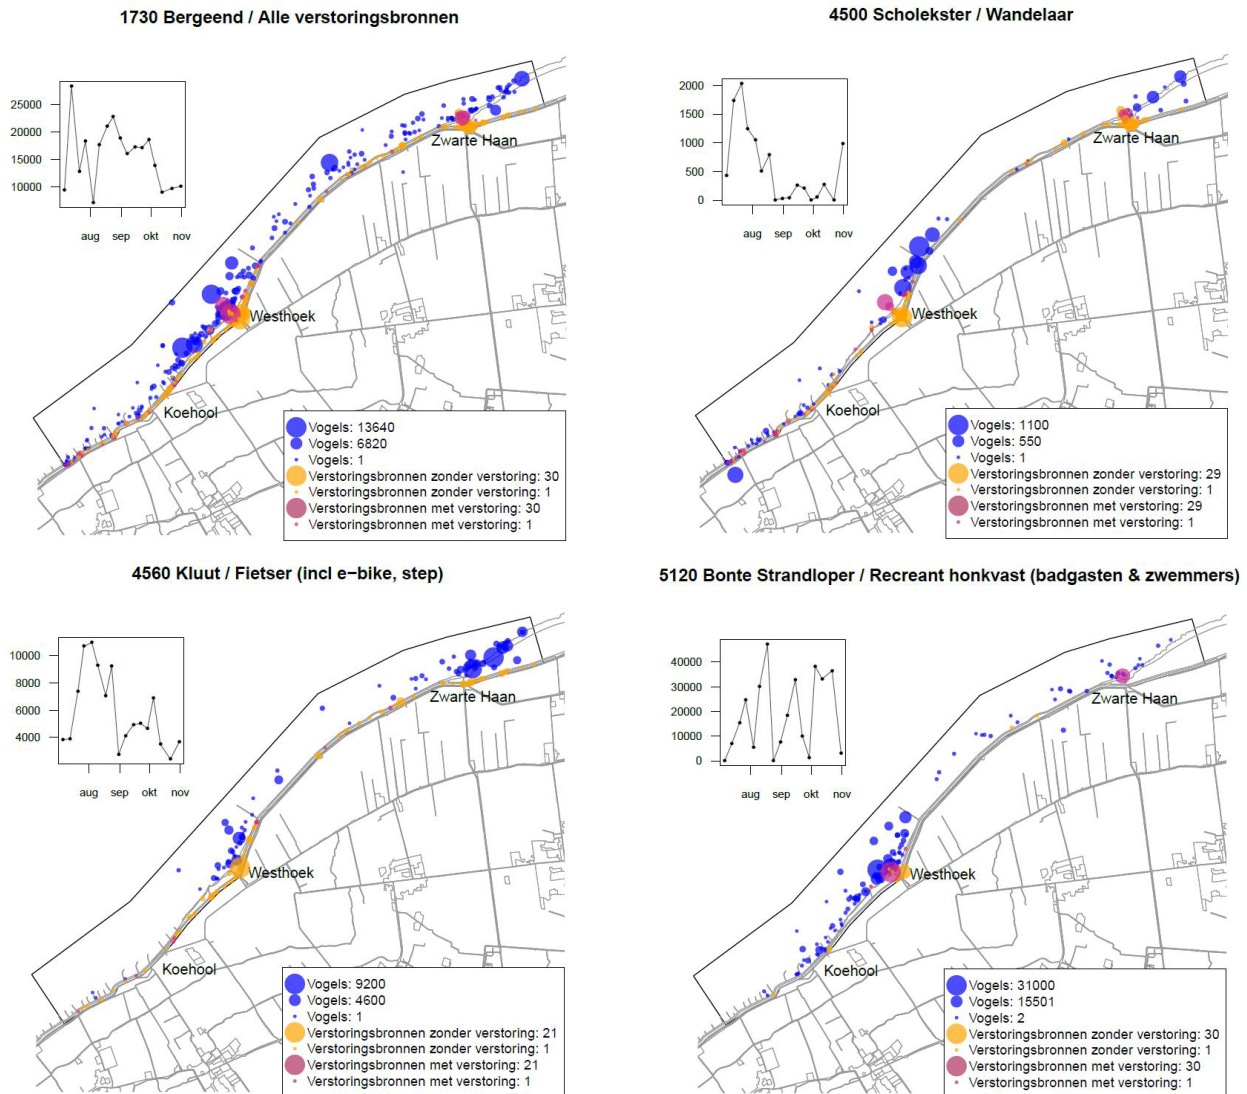 1730 Bergeend / Alle verstoringsbronnen
25000
20000
15000
10000
aug sep okt nov
Zwarte Haan
Westhoek
Koehool
Vogels: 13640
Vogels: 6820
Vogels: 1
Verstoringsbronnen zonder verstoring: 30
Verstoringsbronnen zonder verstoring: 1
Verstoringsbronnen met verstoring: 30
Verstoringsbronnen met verstoring: 1
4500 Scholekster / Wandelaar
2000
1500
1000
500
0
aug sep okt nov
Zwarte Haan
Westhoek
Koehool
Vogels: 1100
Vogels: 550
Vogels: 1
Verstoringsbronnen zonder verstoring: 29
Verstoringsbronnen zonder verstoring: 1
Verstoringsbronnen met verstoring: 29
Verstoringsbronnen met verstoring: 1
4560 Kluut / Fietser (incl e−bike, step)
10000
8000
6000
4000
aug sep okt nov
Zwarte Haan
Westhoek
Koehool
Vogels: 9200
Vogels: 4600
Vogels: 1
Verstoringsbronnen zonder verstoring: 21
Verstoringsbronnen zonder verstoring: 1
Verstoringsbronnen met verstoring: 21
Verstoringsbronnen met verstoring: 1
5120 Bonte Strandloper / Recreant honkvast (badgasten & zwemmers)
40000
30000
20000
10000
0
aug sep okt nov
Zwarte Haan
Westhoek
Koehool
Vogels: 31000
Vogels: 15501
Vogels: 2
Verstoringsbronnen zonder verstoring: 30
Verstoringsbronnen zonder verstoring: 1
Verstoringsbronnen met verstoring: 30
Verstoringsbronnen met verstoring: 1